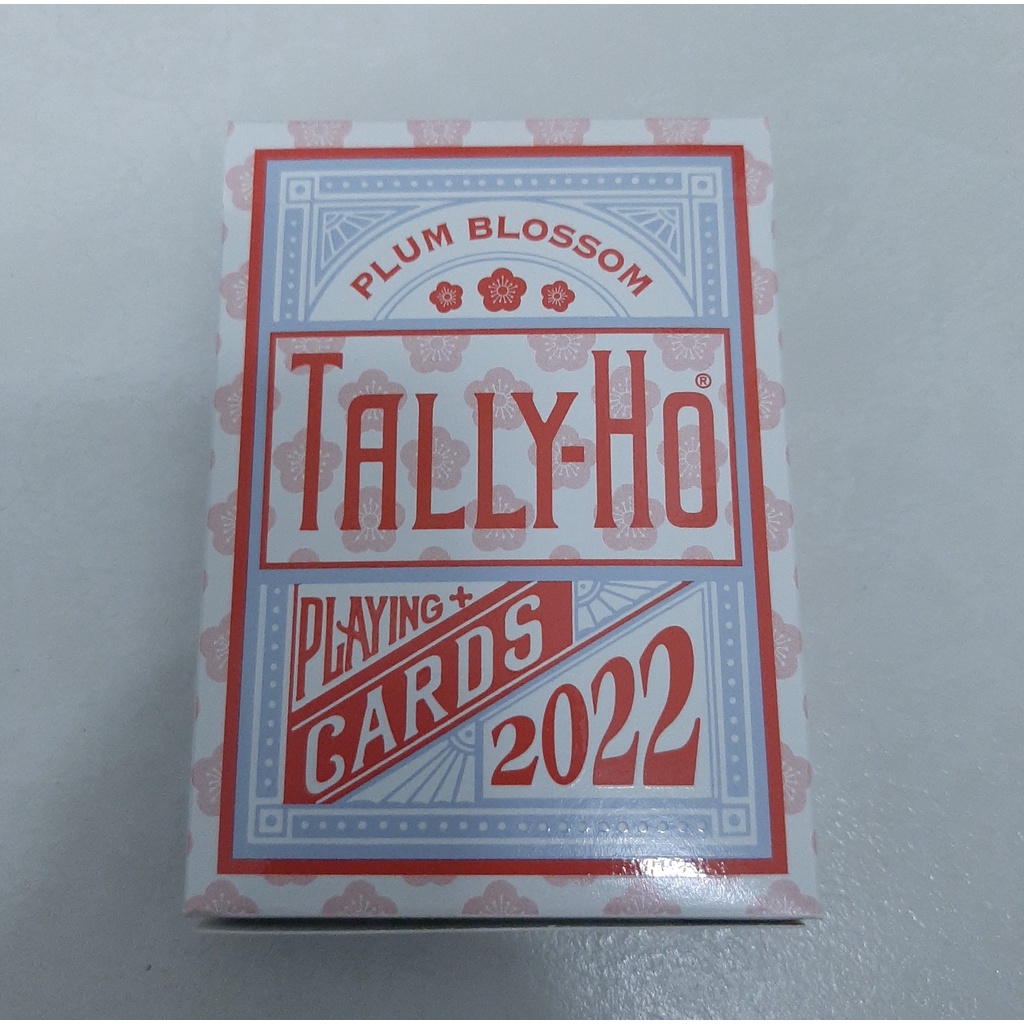 PLUM BLOSSOM
TALLY-HO®
PLAYING +
CARDS
2022